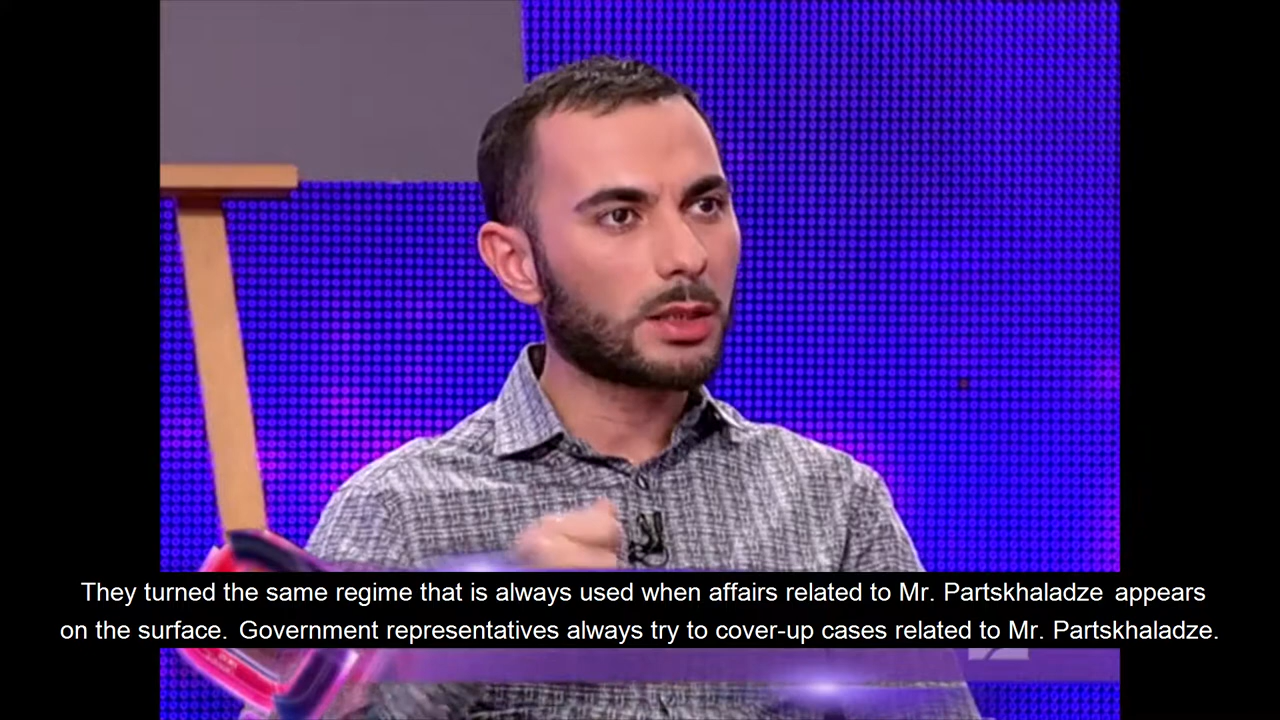 They turned the same regime that is always used when affairs related to Mr. Partskhaladze appears
on the surface. Government representatives always try to cover-up cases related to Mr. Partskhaladze.